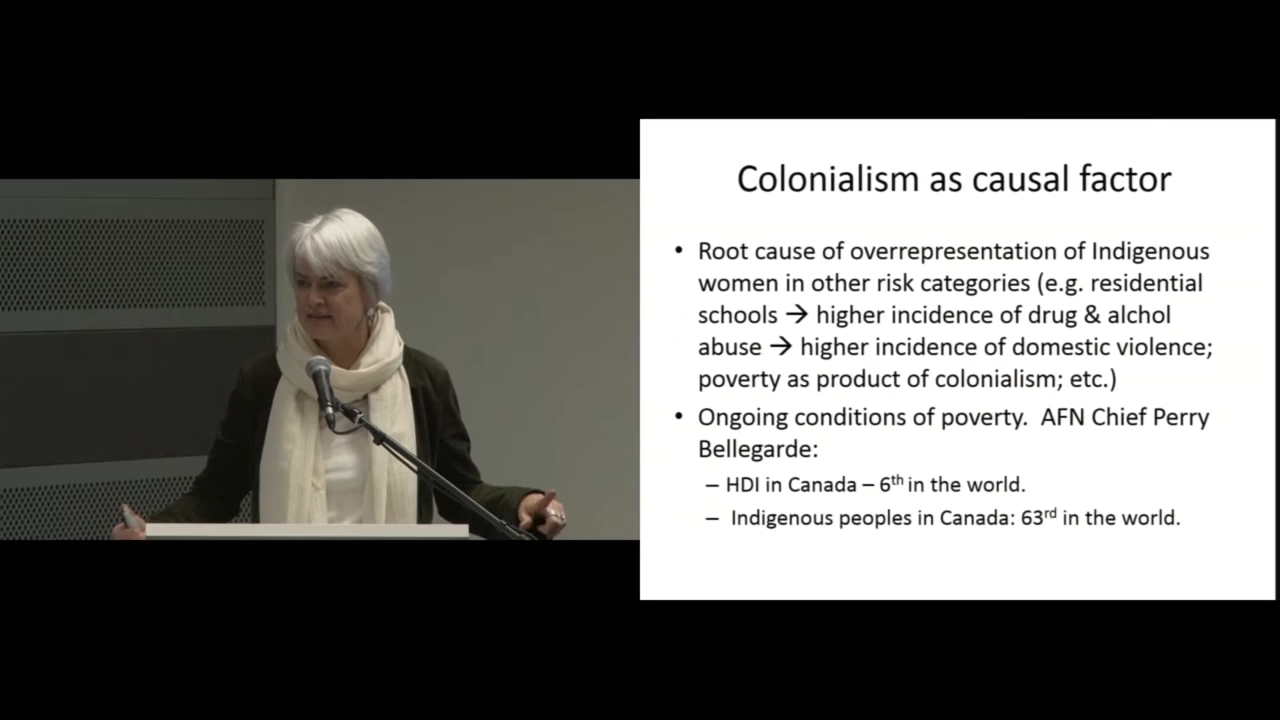 Colonialism as causal factor
• Root cause of overrepresentation of Indigenous
women in other risk categories (e.g. residential
schools → higher incidence of drug & alchol
abuse → higher incidence of domestic violence;
poverty as product of colonialism; etc.)
• Ongoing conditions of poverty.  AFN Chief Perry
Bellegarde:
– HDI in Canada – 6th in the world.
– Indigenous peoples in Canada: 63rd in the world.